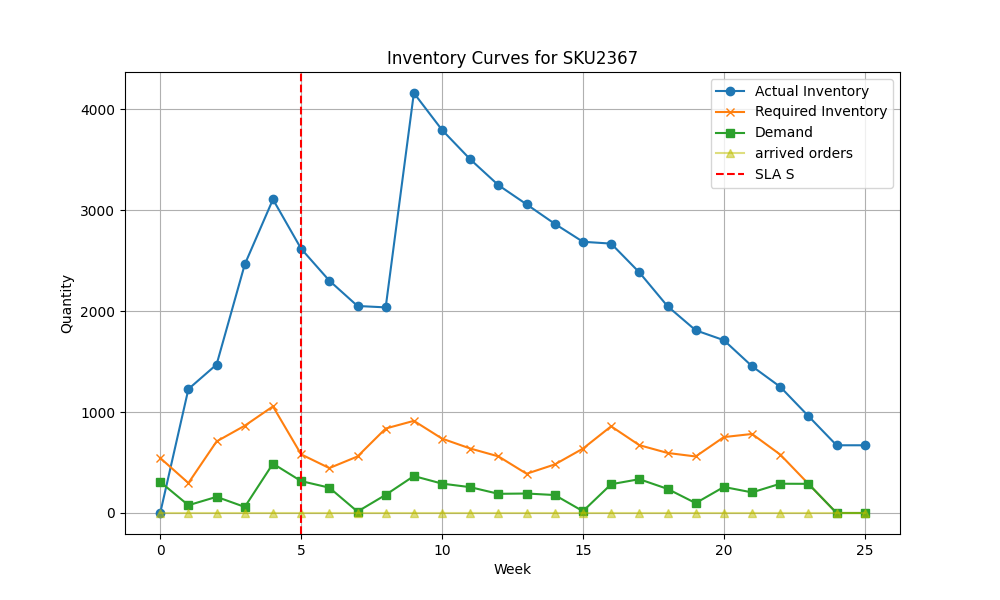 Inventory Curves for SKU2367
Actual Inventory
Required Inventory
Demand
arrived orders
SLA S
Quantity
4000
3000
2000
1000
0
0 5 10 15 20 25
Week